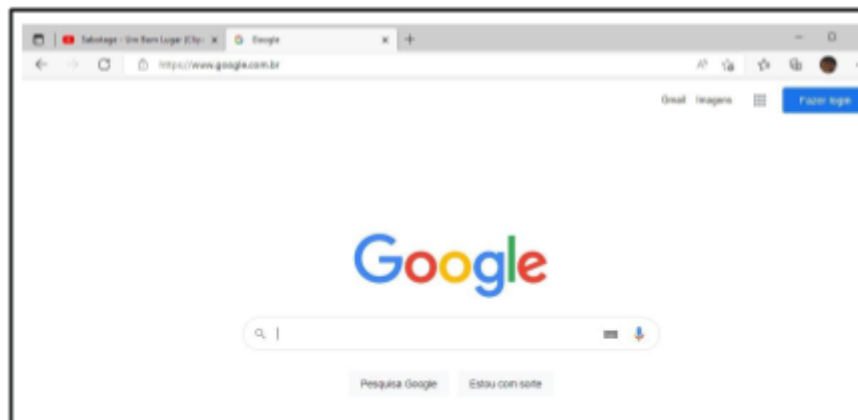 Sabotage - Um Bom Lugar (Clip Google
https://www.google.com.br
Gmail Imagens Fazer login
Google
Pesquisa Google Estou com sorte